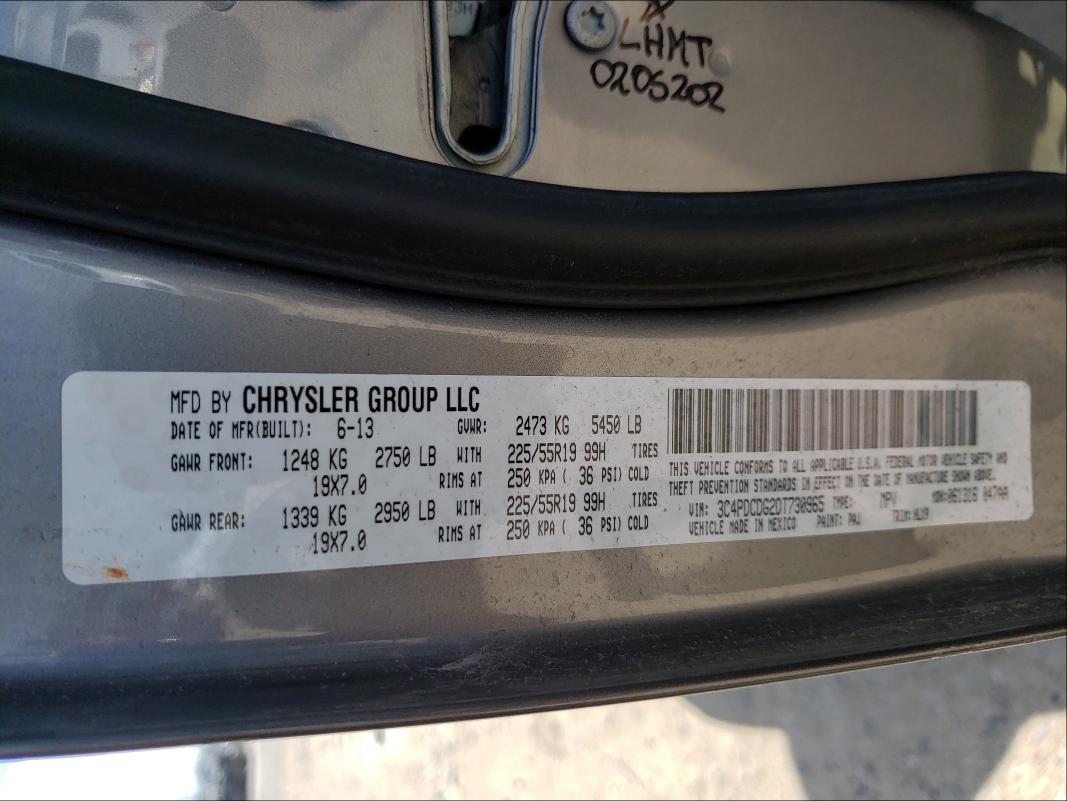 LHMT
0205202
MFD BY CHRYSLER GROUP LLC
DATE OF MFR(BUILT): 6-13 GVWR: 2473 KG 5450 LB
GAWR FRONT: 1248 KG 2750 LB WITH 225/55R19 99H TIRES
19X7.0 RIMS AT 250 KPA ( 36 PSI) COLD
GAWR REAR: 1339 KG 2950 LB WITH 225/55R19 99H TIRES
19X7.0 RIMS AT 250 KPA ( 36 PSI) COLD
THIS VEHICLE CONFORMS TO ALL APPLICABLE U.S.A. FEDERAL MOTOR VEHICLE SAFETY AND
THEFT PREVENTION STANDARDS IN EFFECT ON THE DATE OF MANUFACTURE SHOWN ABOVE.
VIN: 3C4PDCDG2DT730965 TYPE: MPV MDH: 061316 047AA
VEHICLE MADE IN MEXICO PAINT: PAU TRIM: